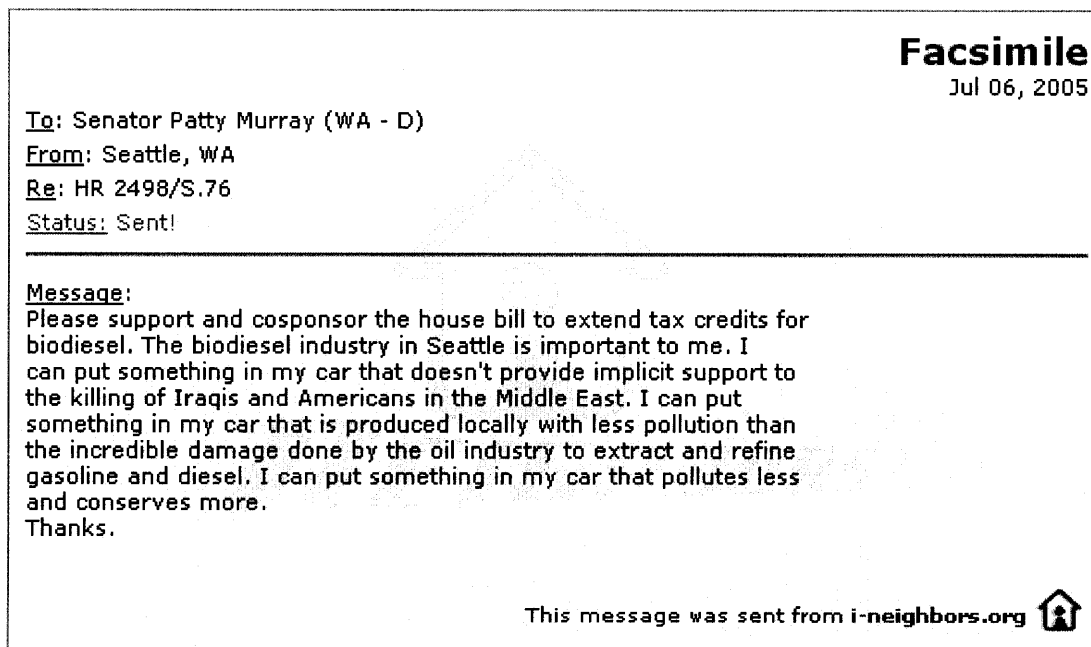 Facsimile
Jul 06, 2005
To: Senator Patty Murray (WA - D)
From: Seattle, WA
Re: HR 2498/S.76
Status: Sent!
Message:
Please support and cosponsor the house bill to extend tax credits for
biodiesel. The biodiesel industry in Seattle is important to me. I
can put something in my car that doesn't provide implicit support to
the killing of Iraqis and Americans in the Middle East. I can put
something in my car that is produced locally with less pollution than
the incredible damage done by the oil industry to extract and refine
gasoline and diesel. I can put something in my car that pollutes less
and conserves more.
Thanks.
This message was sent from i-neighbors.org